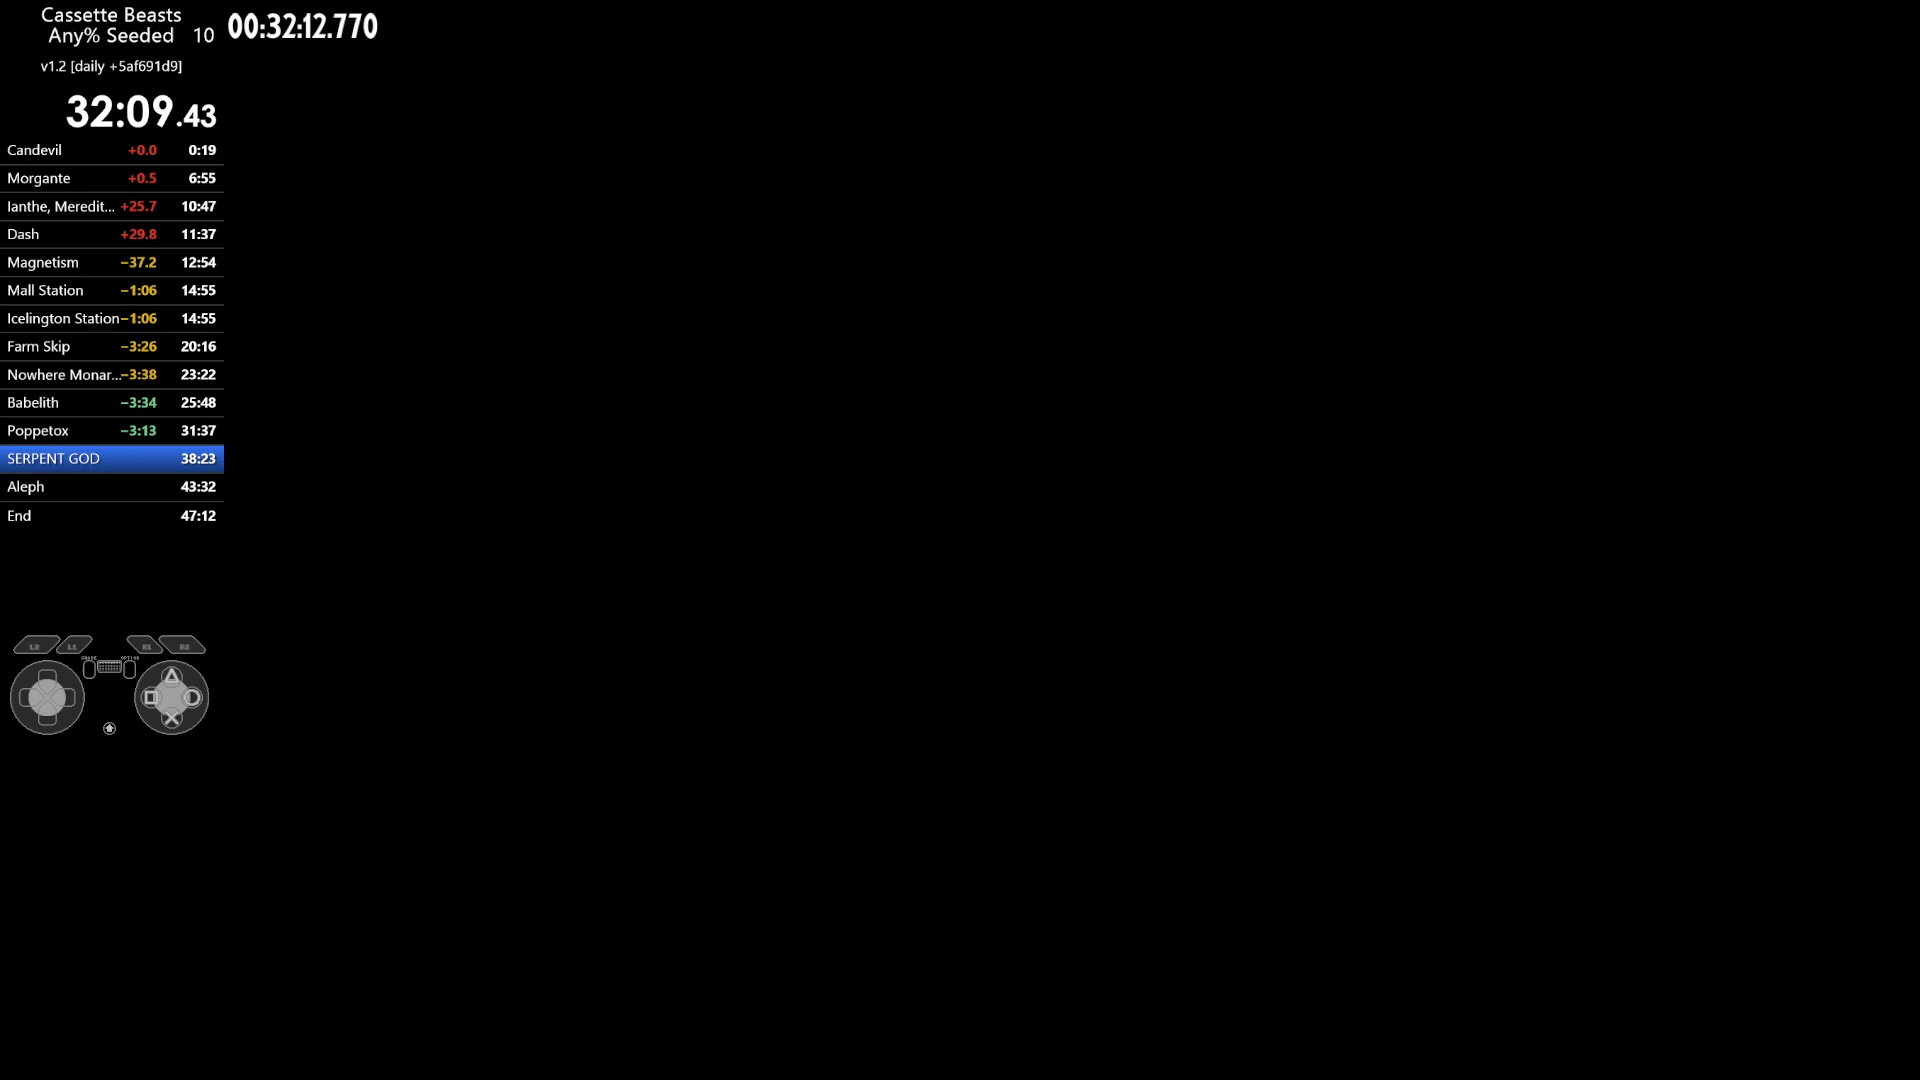 Cassette Beasts
Any% Seeded 10
00:32:12.770
v1.2 [daily +5af691d9]
32:09.43
Candevil +0.0 0:19
Morgante +0.5 6:55
Ianthe, Meredit... +25.7 10:47
Dash +29.8 11:37
Magnetism −37.2 12:54
Mall Station −1:06 14:55
Icelington Station −1:06 14:55
Farm Skip −3:26 20:16
Nowhere Monar... −3:38 23:22
Babelith −3:34 25:48
Poppetox −3:13 31:37
SERPENT GOD 38:23
Aleph 43:32
End 47:12
L2 L1 R1 R2
SHARE OPTION